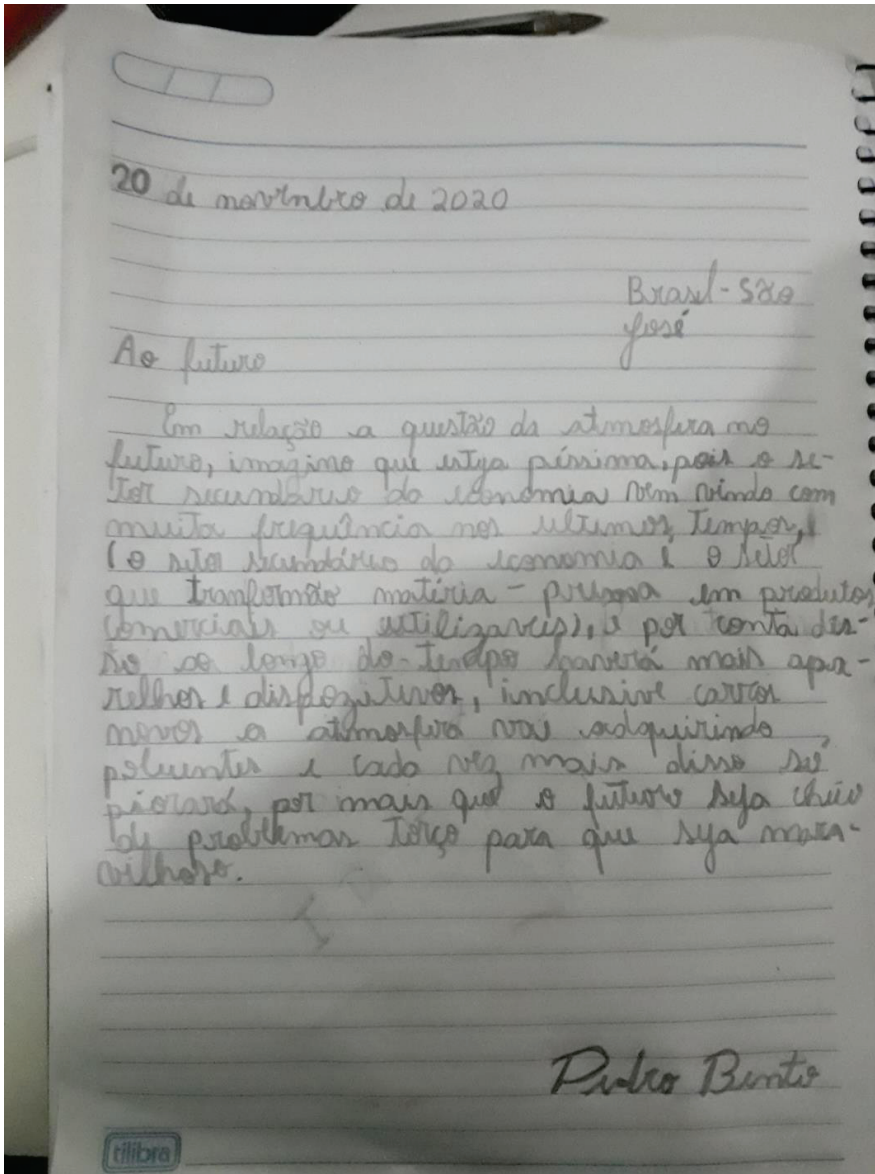 20 de novembro de 2020
Brasil - São
José
Ao futuro
Em relação a questão da atmosfera no
futuro, imagino que esteja péssima, pois o se-
tor secundário da economia vem vindo com
muita frequência nos ultimos tempos,
(o setor secundário da economia é o setor
que tranformão matéria - prima em produtos
comerciais ou utilizaveis), e por conta dis-
so ao longo do tempo haverá mais apa-
relhos e dispozitivos, inclusive carros
novos a atmosfera vai adquirindo
poluentes e cada vez mais disso só
piorará, por mais que o futuro seja cheio
de problemas torço para que seja mara-
vilhoso.
Pedro Bento
tilibra